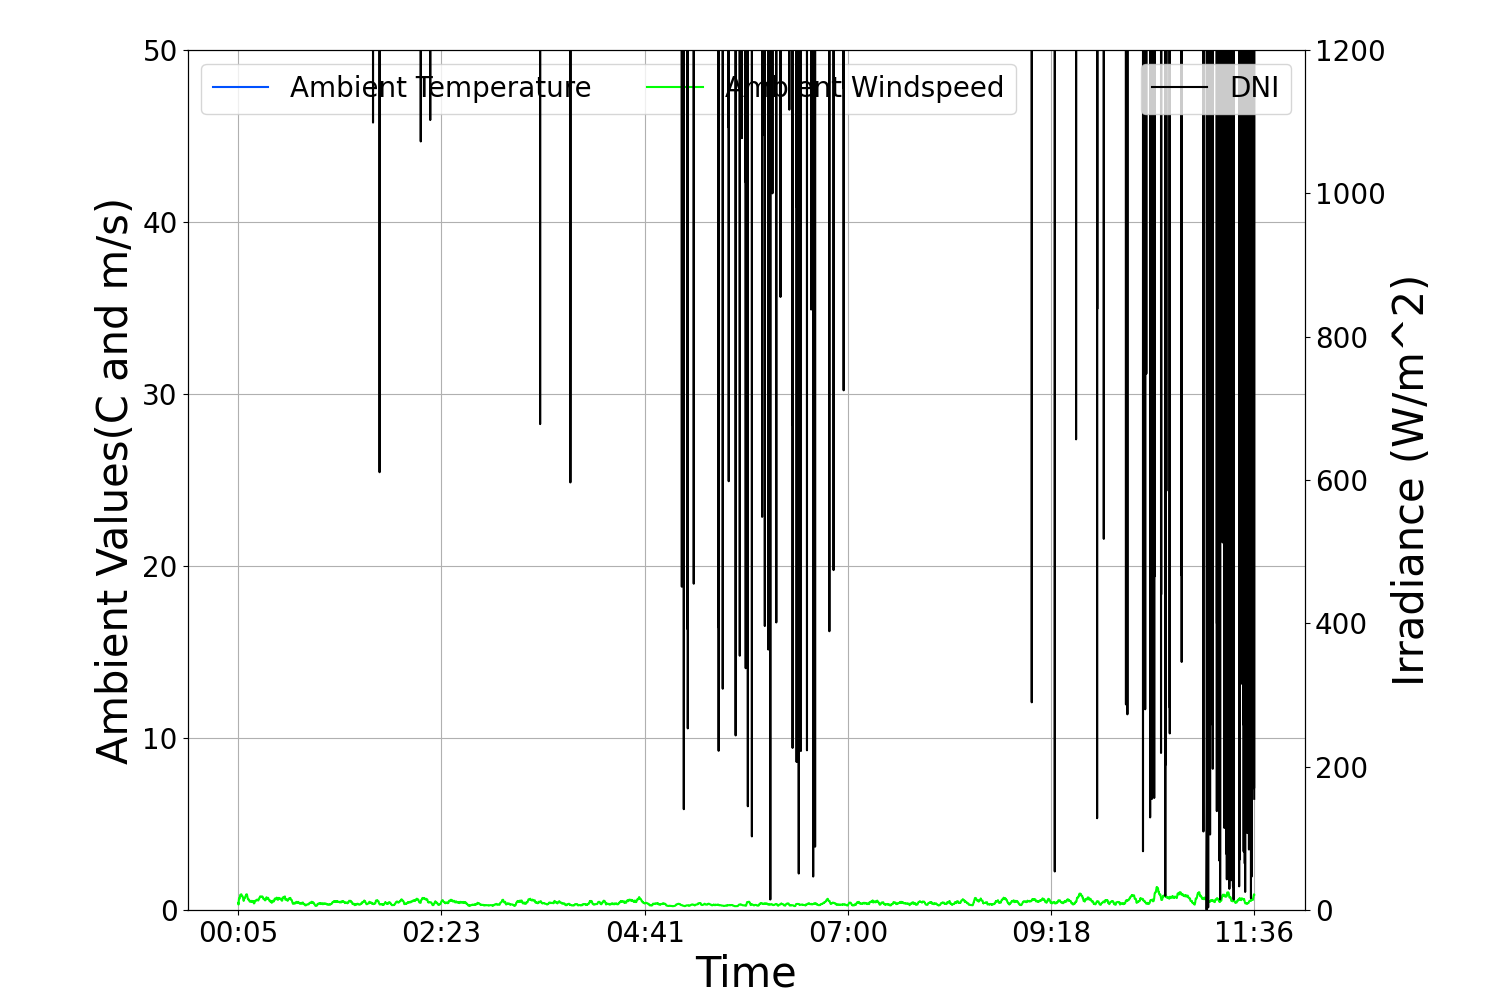 Ambient Temperature
Ambient Windspeed
DNI
50
40
30
20
10
0
Ambient Values(C and m/s)
1200
1000
800
600
400
200
0
Irradiance (W/m^2)
00:05 02:23 04:41 07:00 09:18 11:36
Time